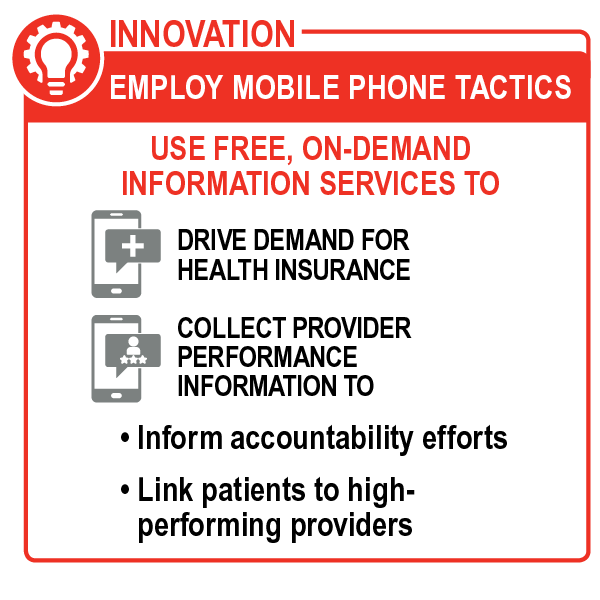 INNOVATION
EMPLOY MOBILE PHONE TACTICS
USE FREE, ON-DEMAND
INFORMATION SERVICES TO
DRIVE DEMAND FOR
HEALTH INSURANCE
COLLECT PROVIDER
PERFORMANCE
INFORMATION TO
• Inform accountability efforts
• Link patients to high-
performing providers